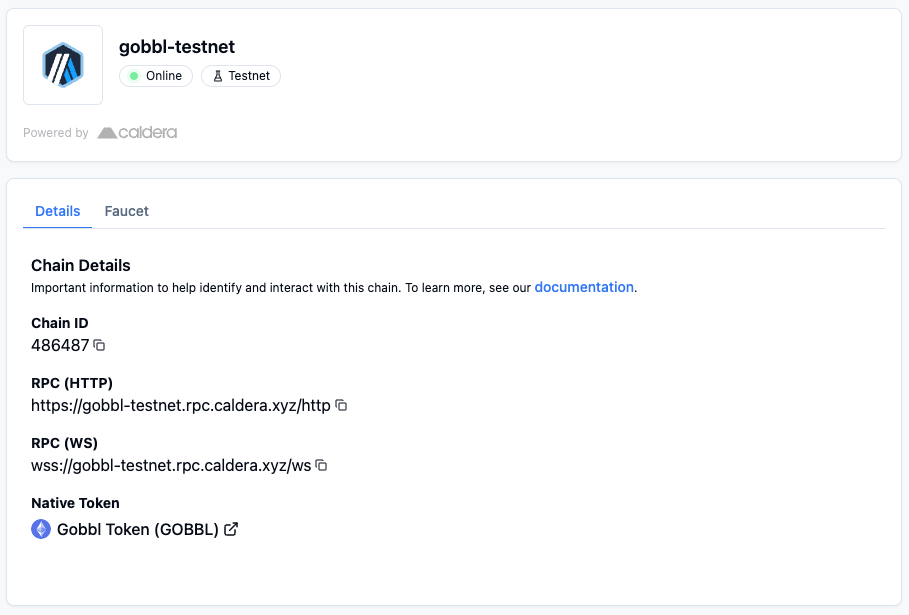 gobbl-testnet
Online
Testnet
Powered by caldera
Details
Faucet
Chain Details
Important information to help identify and interact with this chain. To learn more, see our documentation.
Chain ID
486487
RPC (HTTP)
https://gobbl-testnet.rpc.caldera.xyz/http
RPC (WS)
wss://gobbl-testnet.rpc.caldera.xyz/ws
Native Token
Gobbl Token (GOBBL)